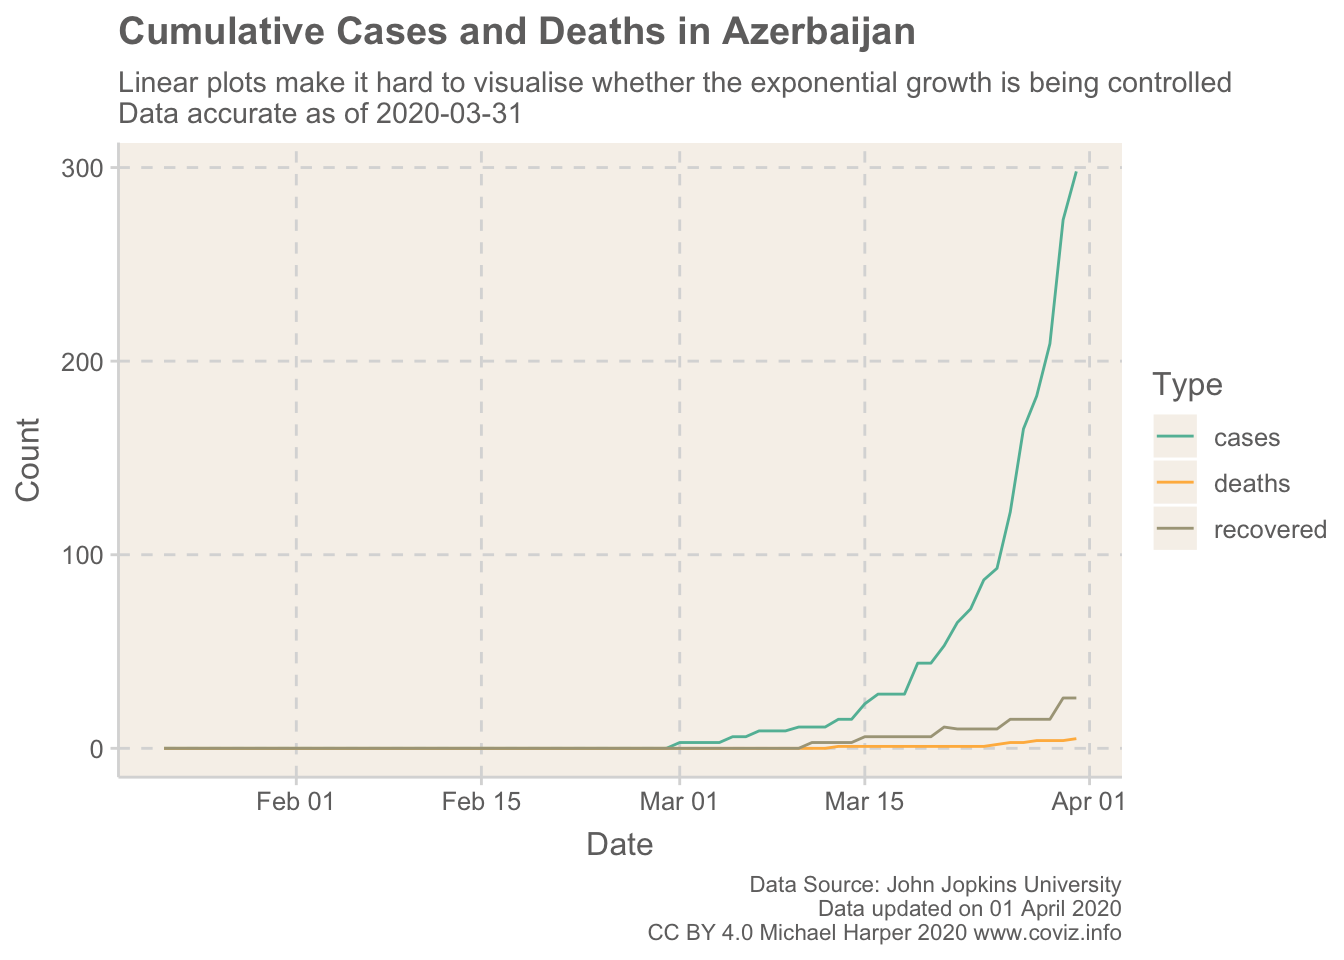 Cumulative Cases and Deaths in Azerbaijan
Linear plots make it hard to visualise whether the exponential growth is being controlled
Data accurate as of 2020-03-31
300
200
100
0
Count
Feb 01
Feb 15
Mar 01
Mar 15
Apr 01
Date
Type
cases
deaths
recovered
Data Source: John Jopkins University
Data updated on 01 April 2020
CC BY 4.0 Michael Harper 2020 www.coviz.info